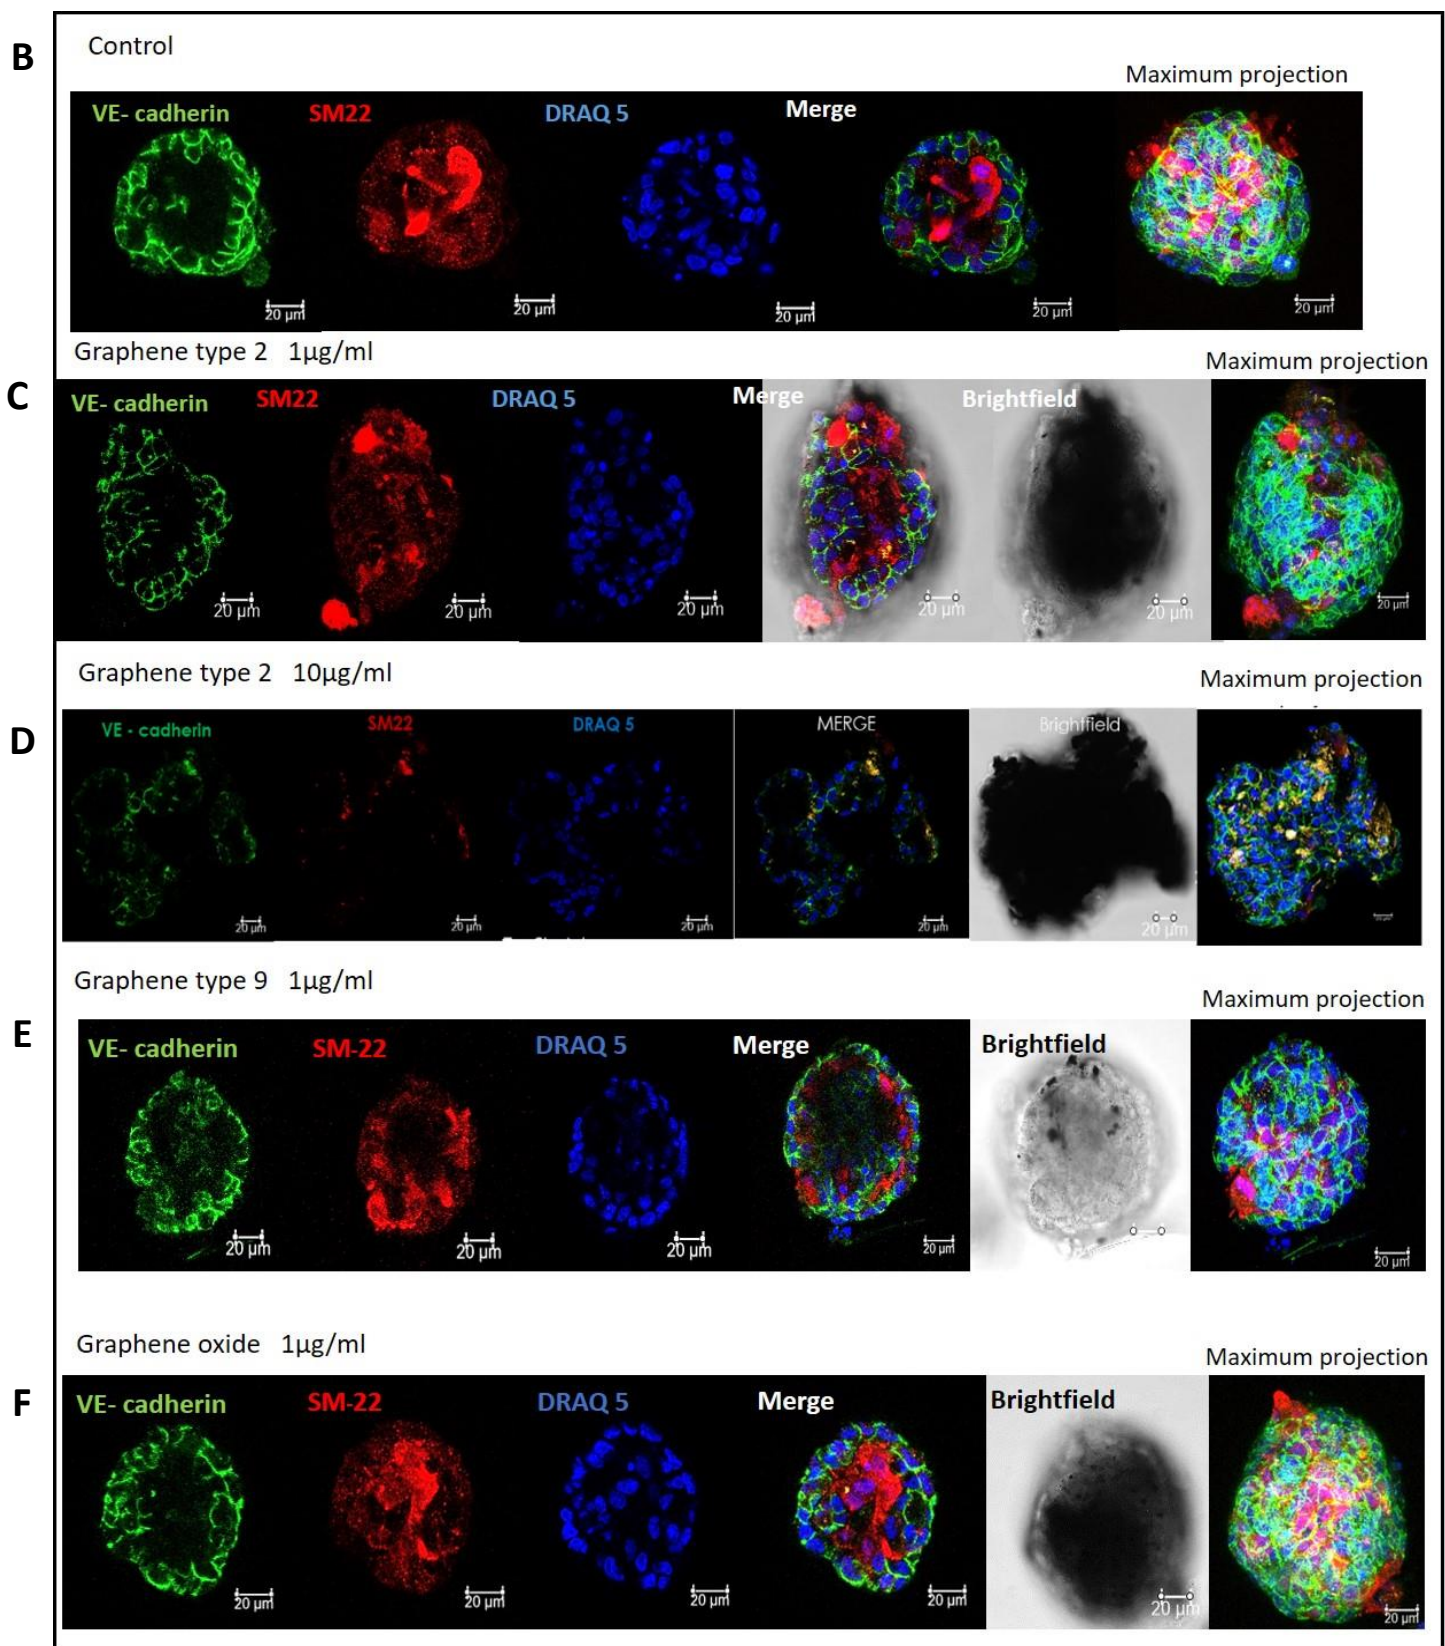 B
Control
Maximum projection
VE- cadherin SM22 DRAQ 5 Merge
20 µm 20 µm 20 µm 20 µm 20 µm
Graphene type 2 1µg/ml
Maximum projection
C
VE- cadherin SM22 DRAQ 5 Merge Brightfield
20 µm 20 µm 20 µm 20 µm 20 µm 20 µm
Graphene type 2 10µg/ml
Maximum projection
D
VE - cadherin SM22 DRAQ 5 MERGE Brightfield
20 µm 20 µm 20 µm 20 µm 20 µm
Graphene type 9 1µg/ml
Maximum projection
E
VE- cadherin SM-22 DRAQ 5 Merge Brightfield
20 µm 20 µm 20 µm 20 µm 20 µm
Graphene oxide 1µg/ml
Maximum projection
F
VE- cadherin SM-22 DRAQ 5 Merge Brightfield
20 µm 20 µm 20 µm 20 µm 20 µm 20 µm